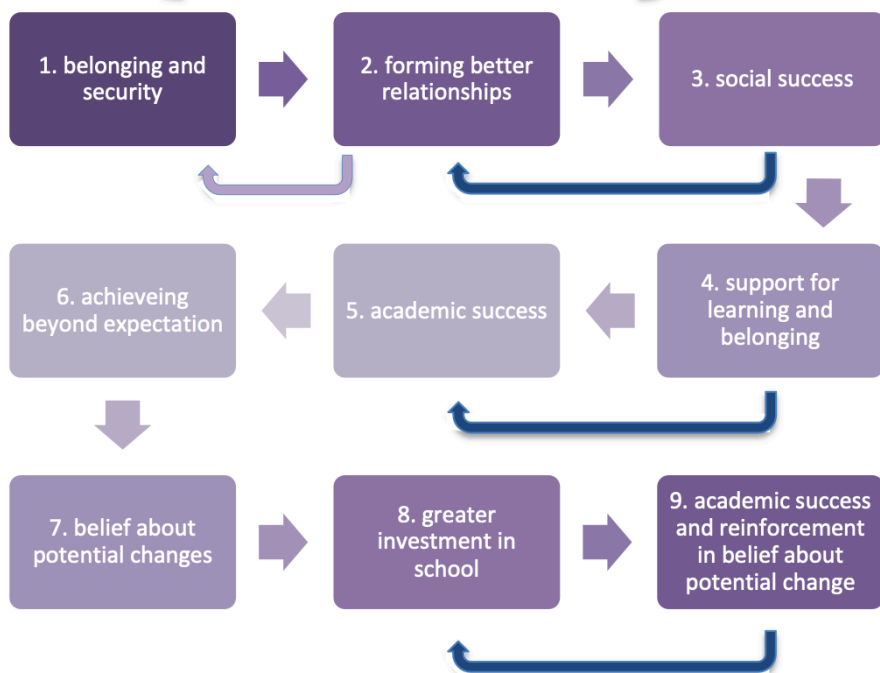 1. belonging and
security
2. forming better
relationships
3. social success
6. achieveing
beyond expectation
5. academic success
4. support for
learning and
belonging
7. belief about
potential changes
8. greater
investment in
school
9. academic success
and reinforcement
in belief about
potential change